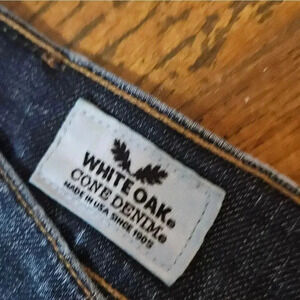 WHITE OAK®
CONE DENIM®
MADE IN USA SINCE 1905